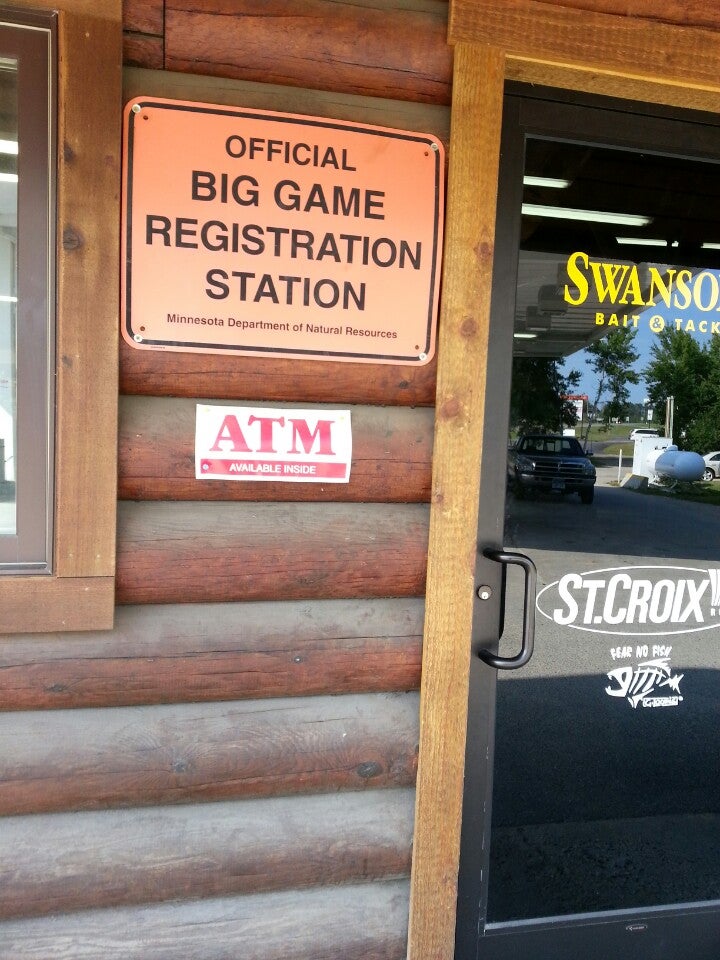 OFFICIAL
BIG GAME
REGISTRATION
STATION
Minnesota Department of Natural Resources
ATM
AVAILABLE INSIDE
SWANSO
BAIT & TACK
ST.CROIX
FEAR NO FISH